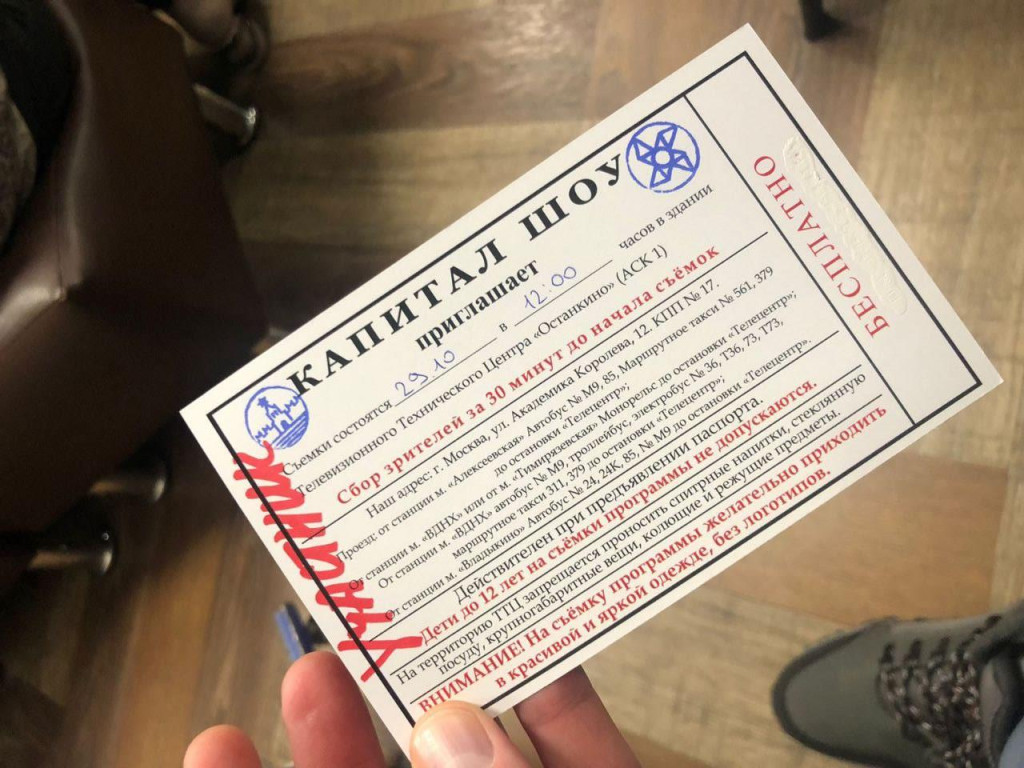 КАПИТАЛ ШОУ
приглашает
Съемки состоятся 29 10 в 12:00 часов в здании
Телевизионного Технического Центра «Останкино» (АСК 1)
Сбор зрителей за 30 минут до начала съёмок
Наш адрес: г. Москва, ул. Академика Королева, 12. КПП № 17.
Проезд: от станции м. «Алексеевская» Автобус № М9, 85, Маршрутное такси № 561, 379
до остановки «Телецентр»;
От станции м. «ВДНХ» или от м. «Тимирязевская» Монорельс до остановки «Телецентр»;
От станции м. «ВДНХ» автобус № М9, троллейбус, электробус № 36, Т36, 73, Т73,
маршрутное такси 311, 379 до остановки «Телецентр»;
От станции м. «Владыкино» Автобус № 24, 24К, 85, № М9 до остановки «Телецентр».
Действителен при предъявлении паспорта.
Дети до 12 лет на съёмки программы не допускаются.
На территорию ТТЦ запрещается проносить спиртные напитки, стеклянную
посуду, крупногабаритные вещи, колющие и режущие предметы.
ВНИМАНИЕ! На съёмку программы желательно приходить
в красивой и яркой одежде, без логотипов.
БЕСПЛАТНО
УЧАСТНИК